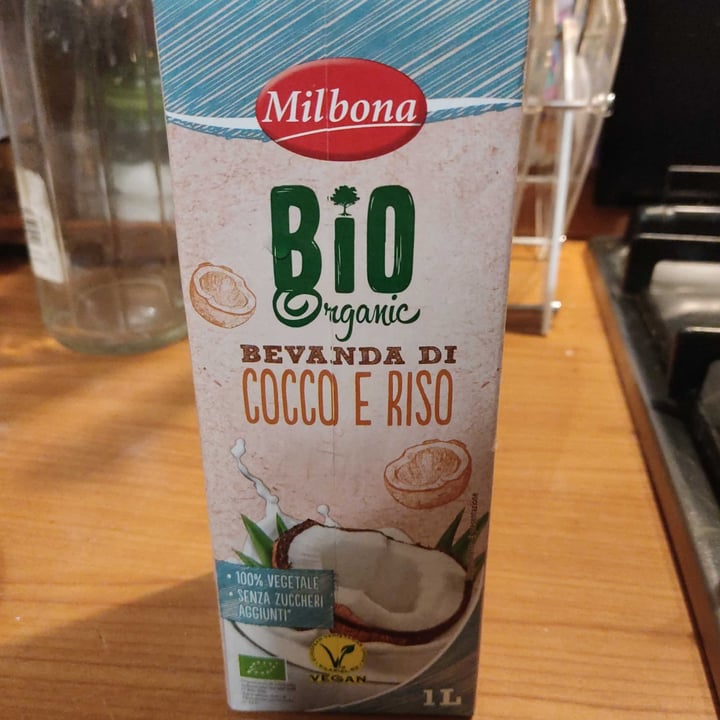 Milbona
BiO
Organic
BEVANDA DI
COCCO E RISO
• 100% VEGETALE
• SENZA ZUCCHERI
AGGIUNTI*
VEGAN
1L